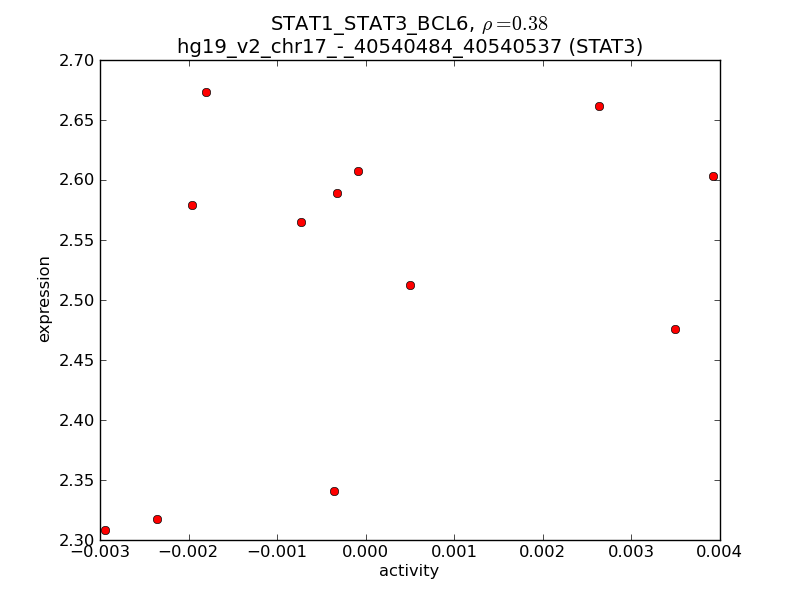 STAT1_STAT3_BCL6, ρ=0.38
hg19_v2_chr17_-_40540484_40540537 (STAT3)
2.70
2.65
2.60
2.55
2.50
2.45
2.40
2.35
2.30
expression
−0.003 −0.002 −0.001 0.000 0.001 0.002 0.003 0.004
activity